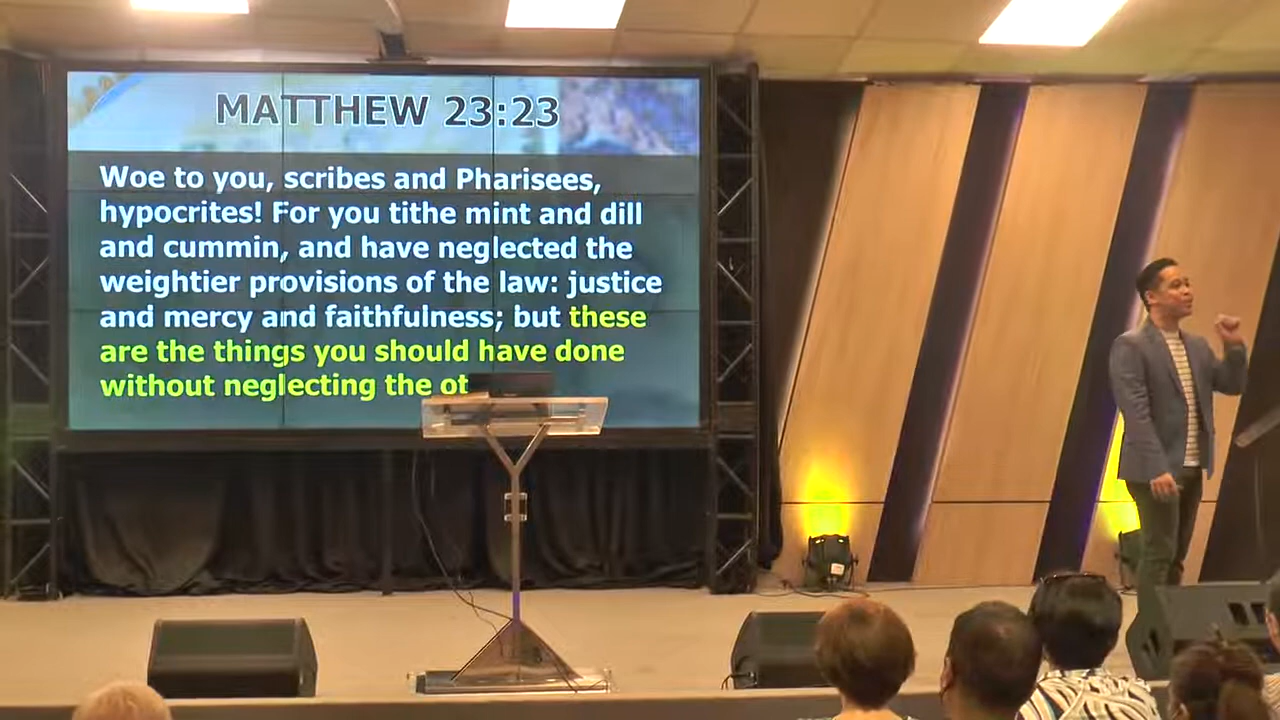 MATTHEW 23:23
Woe to you, scribes and Pharisees,
hypocrites! For you tithe mint and dill
and cummin, and have neglected the
weightier provisions of the law: justice
and mercy and faithfulness; but these
are the things you should have done
without neglecting the